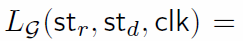 L_𝒢(st_r, st_d, clk) =